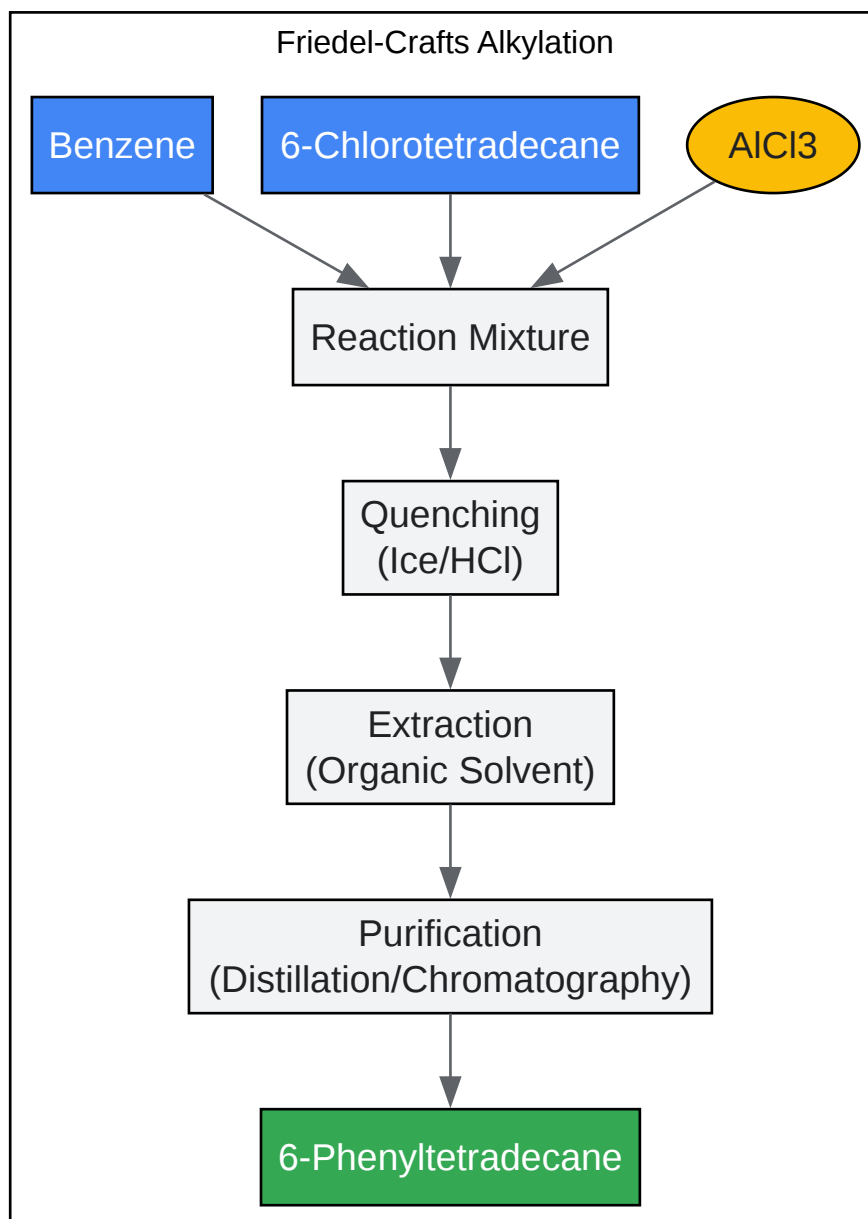 Friedel-Crafts Alkylation
Benzene
6-Chlorotetradecane
AlCl3
Reaction Mixture
Quenching
(Ice/HCl)
Extraction
(Organic Solvent)
Purification
(Distillation/Chromatography)
6-Phenyltetradecane